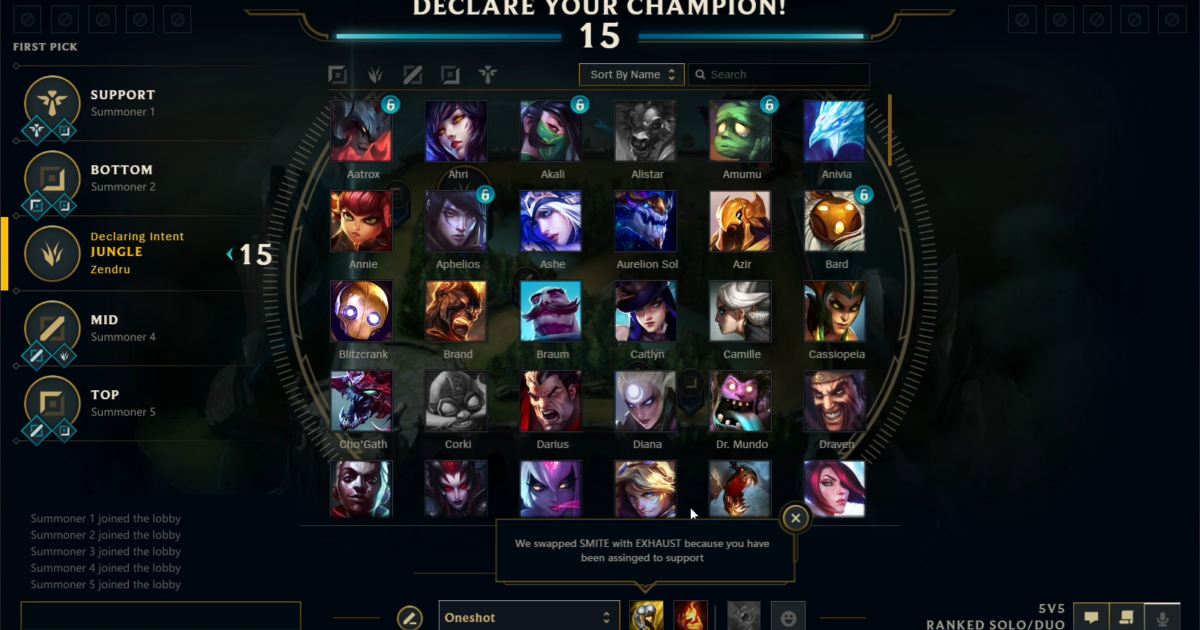 DECLARE YOUR CHAMPION!
15
FIRST PICK
Sort By Name
Search
SUPPORT
Summoner 1
BOTTOM
Summoner 2
Declaring Intent
JUNGLE
Zendru
15
MID
Summoner 4
TOP
Summoner 5
6
6
6
Aatrox Ahri Akali Alistar Amumu Anivia
6
6
Annie Aphelios Ashe Aurelion Sol Azir Bard
Blitzcrank Brand Braum Caitlyn Camille Cassiopeia
Cho'Gath Corki Darius Diana Dr. Mundo Draven
Summoner 1 joined the lobby
Summoner 2 joined the lobby
Summoner 3 joined the lobby
Summoner 4 joined the lobby
Summoner 5 joined the lobby
We swapped SMITE with EXHAUST because you have
been assinged to support
Oneshot
5V5
RANKED SOLO/DUO